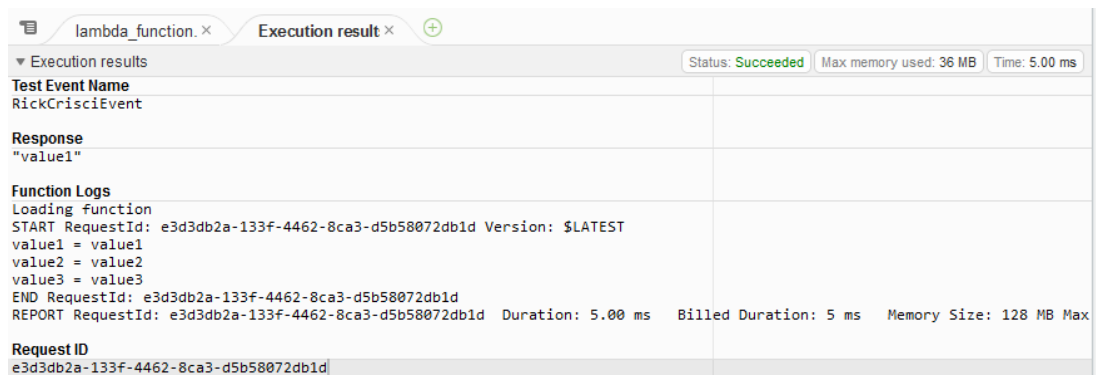 lambda_function. × Execution result ×
Execution results Status: Succeeded Max memory used: 36 MB Time: 5.00 ms
Test Event Name
RickCrisciEvent
Response
"value1"
Function Logs
Loading function
START RequestId: e3d3db2a-133f-4462-8ca3-d5b58072db1d Version: $LATEST
value1 = value1
value2 = value2
value3 = value3
END RequestId: e3d3db2a-133f-4462-8ca3-d5b58072db1d
REPORT RequestId: e3d3db2a-133f-4462-8ca3-d5b58072db1d Duration: 5.00 ms Billed Duration: 5 ms Memory Size: 128 MB Max
Request ID
e3d3db2a-133f-4462-8ca3-d5b58072db1d